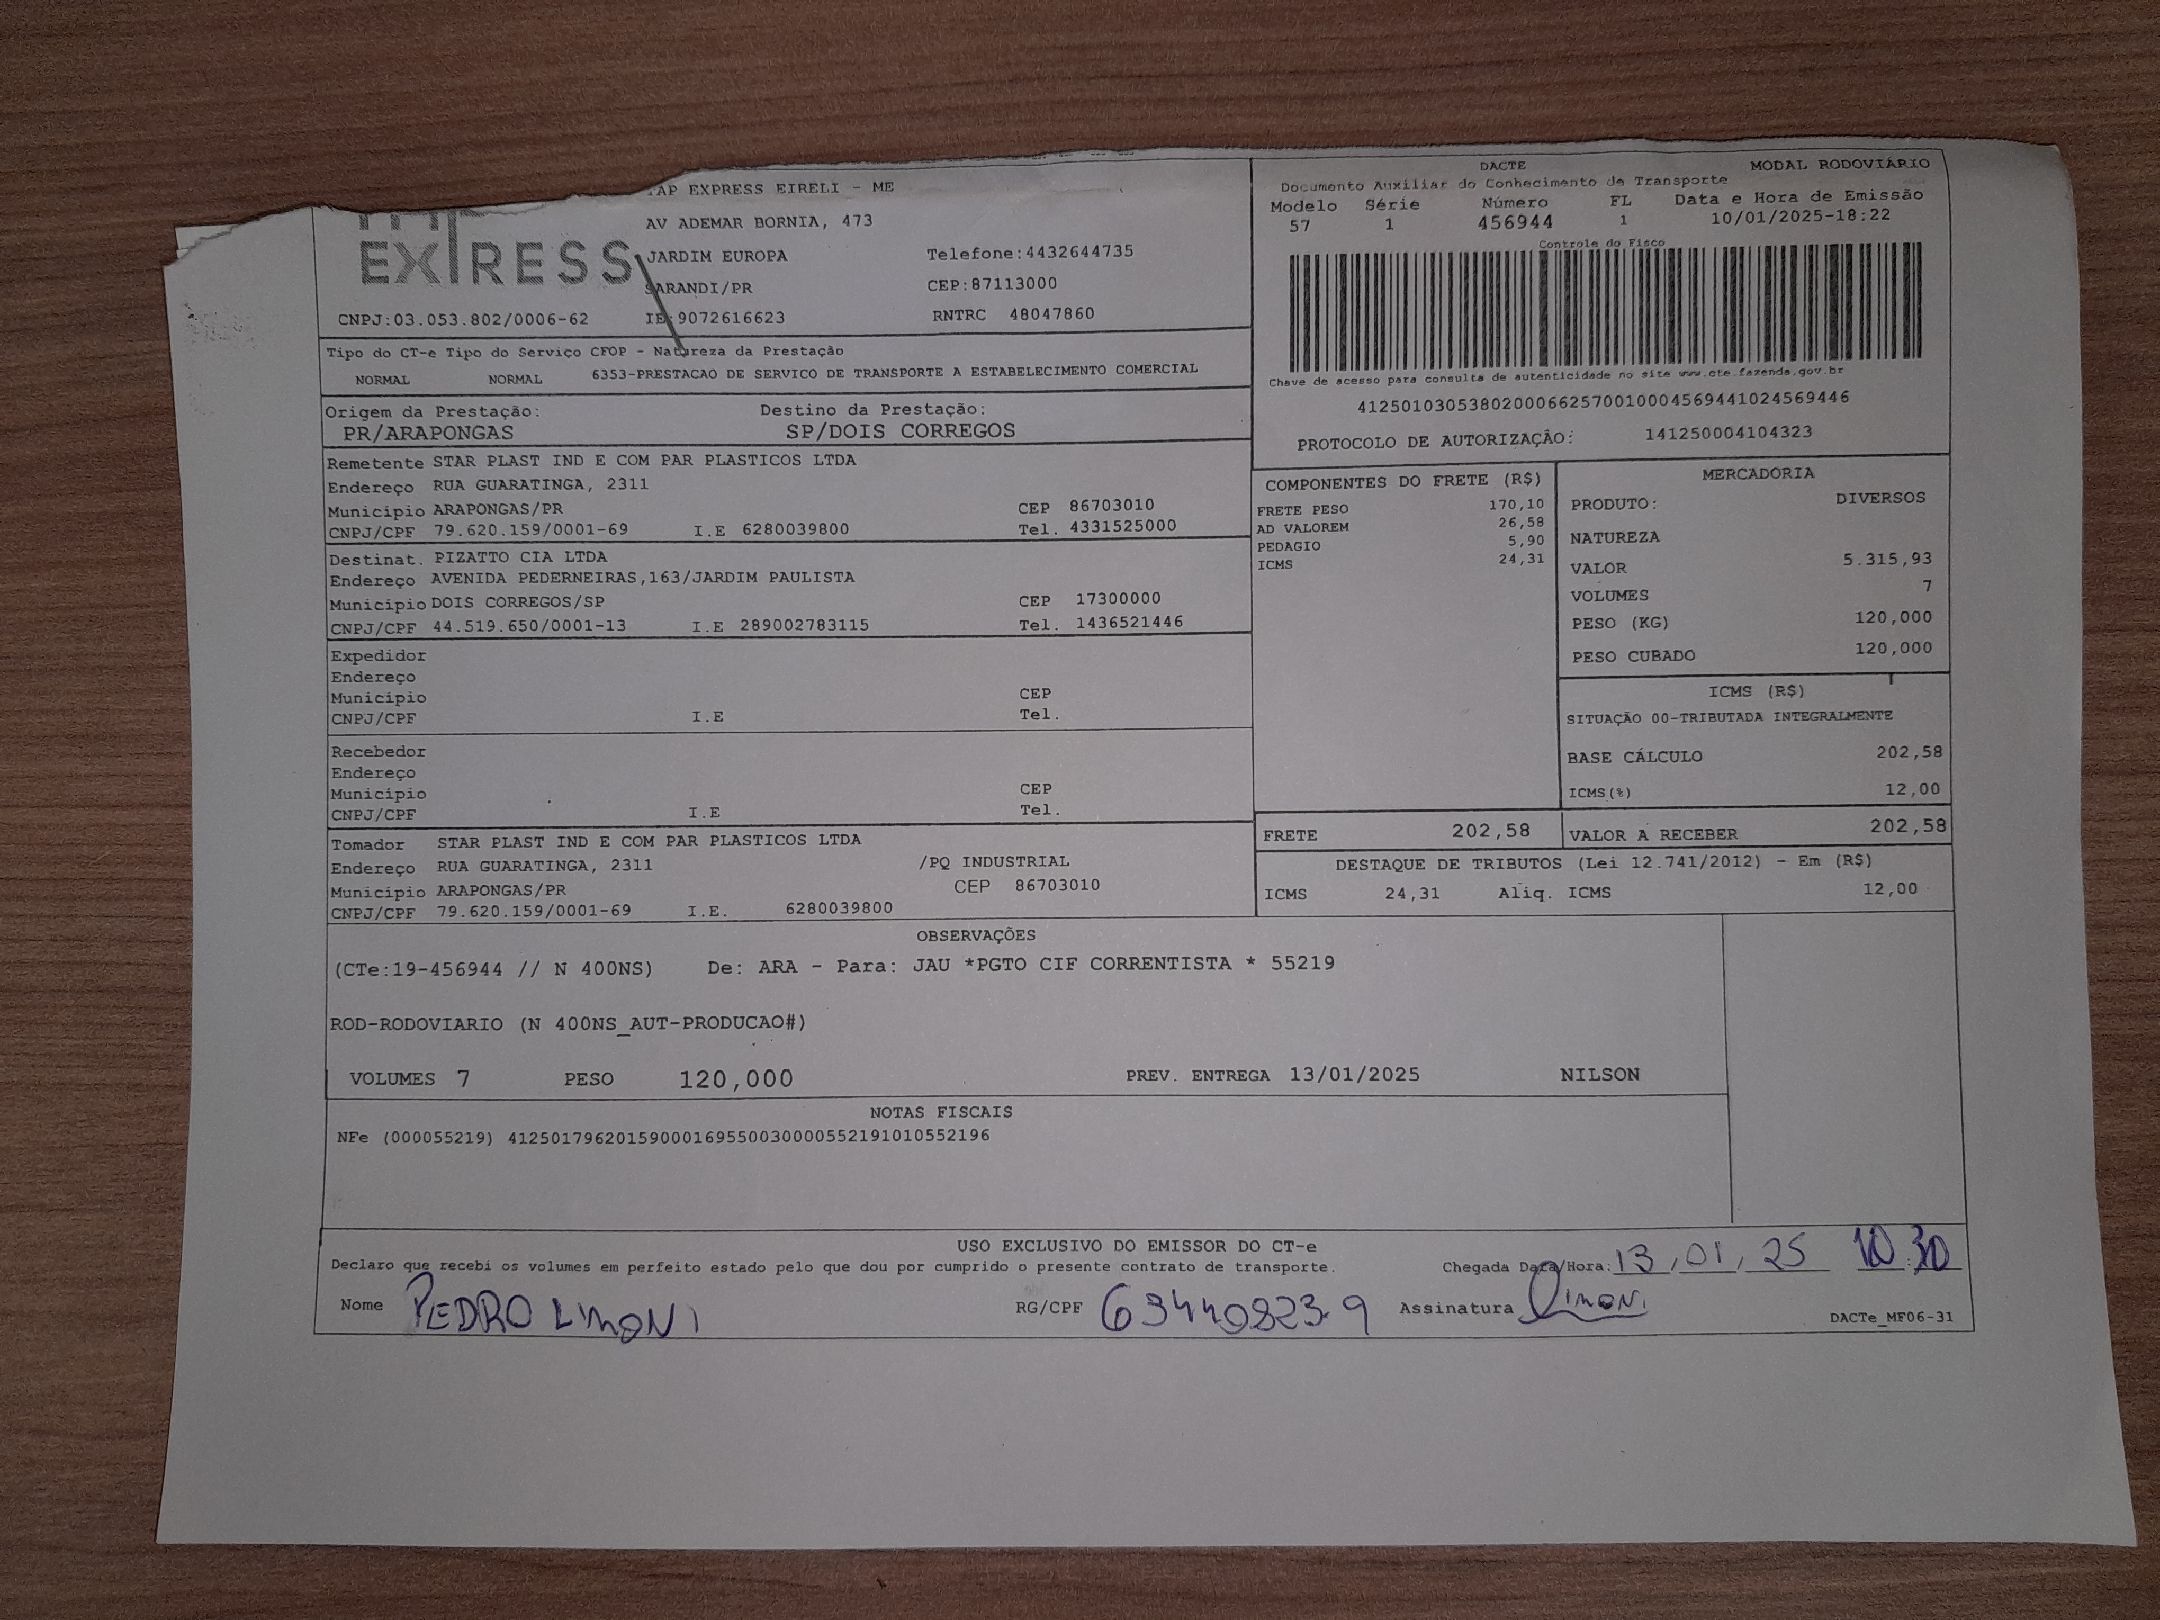 EXPRESS
TAP EXPRESS EIRELI - ME
AV ADEMAR BORNIA, 473
JARDIM EUROPA Telefone:4432644735
SARANDI/PR CEP:87113000
CNPJ:03.053.802/0006-62 IE:9072616623 RNTRC 48047860
DACTE MODAL RODOVIÁRIO
Documento Auxiliar do Conhecimento de Transporte
Modelo Série Número FL Data e Hora de Emissão
57 1 456944 1 10/01/2025-18:22
Controle do Fisco
Chave de acesso para consulta de autenticidade no site www.cte.fazenda.gov.br
41250103053802000662570010004569441024569446
PROTOCOLO DE AUTORIZAÇÃO: 141250004104323
Tipo do CT-e Tipo do Serviço CFOP - Natureza da Prestação
NORMAL NORMAL 6353-PRESTACAO DE SERVICO DE TRANSPORTE A ESTABELECIMENTO COMERCIAL
Origem da Prestação: Destino da Prestação:
PR/ARAPONGAS SP/DOIS CORREGOS
Remetente STAR PLAST IND E COM PAR PLASTICOS LTDA
Endereço RUA GUARATINGA, 2311
Município ARAPONGAS/PR CEP 86703010
CNPJ/CPF 79.620.159/0001-69 I.E 6280039800 Tel. 4331525000
Destinat. PIZATTO CIA LTDA
Endereço AVENIDA PEDERNEIRAS,163/JARDIM PAULISTA
Município DOIS CORREGOS/SP CEP 17300000
CNPJ/CPF 44.519.650/0001-13 I.E 289002783115 Tel. 1436521446
Expedidor
Endereço
Município CEP
CNPJ/CPF I.E Tel.
Recebedor
Endereço
Município CEP
CNPJ/CPF I.E Tel.
Tomador STAR PLAST IND E COM PAR PLASTICOS LTDA
Endereço RUA GUARATINGA, 2311 /PQ INDUSTRIAL
Município ARAPONGAS/PR CEP 86703010
CNPJ/CPF 79.620.159/0001-69 I.E. 6280039800
COMPONENTES DO FRETE (R$)
FRETE PESO 170,10
AD VALOREM 26,58
PEDAGIO 5,90
ICMS 24,31
MERCADORIA
PRODUTO: DIVERSOS
NATUREZA
VALOR 5.315,93
VOLUMES 7
PESO (KG) 120,000
PESO CUBADO 120,000
ICMS (R$)
SITUAÇÃO 00-TRIBUTADA INTEGRALMENTE
BASE CÁLCULO 202,58
ICMS(%) 12,00
FRETE 202,58 VALOR A RECEBER 202,58
DESTAQUE DE TRIBUTOS (Lei 12.741/2012) - Em (R$)
ICMS 24,31 Aliq. ICMS 12,00
OBSERVAÇÕES
(CTe:19-456944 // N 400NS) De: ARA - Para: JAU *PGTO CIF CORRENTISTA * 55219
ROD-RODOVIARIO (N 400NS_AUT-PRODUCAO#)
VOLUMES 7 PESO 120,000 PREV. ENTREGA 13/01/2025 NILSON
NOTAS FISCAIS
NFe (000055219) 41250179620159000169550030000552191010552196
USO EXCLUSIVO DO EMISSOR DO CT-e
Declaro que recebi os volumes em perfeito estado pelo que dou por cumprido o presente contrato de transporte. Chegada Data/Hora: 13/01/25 10:30
Nome PEDRO LIMONI RG/CPF 63440823-9 Assinatura Limoni DACTe_MF06-31